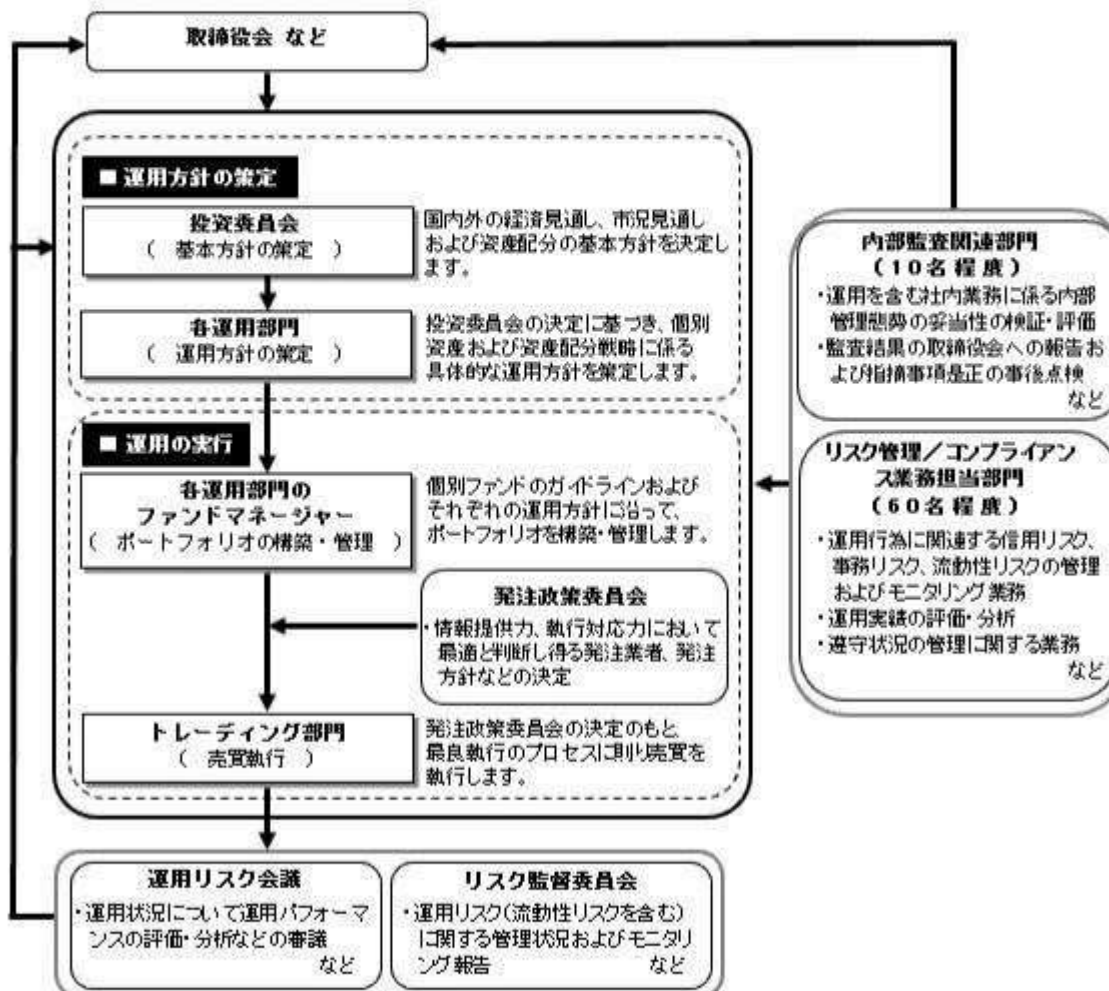 取締役会 など
■ 運用方針の策定
投資委員会
( 基本方針の策定 )
国内外の経済見通し、市況見通し
および資産配分の基本方針を決定し
ます。
各運用部門
( 運用方針の策定 )
投資委員会の決定に基づき、個別
資産および資産配分戦略に係る
具体的な運用方針を策定します。
■ 運用の実行
各運用部門の
ファンドマネージャー
( ポートフォリオの構築・管理 )
個別ファンドのガイドラインおよび
それぞれの運用方針に沿って、
ポートフォリオを構築・管理します。
発注政策委員会
・情報提供力、執行対応力において
最適と判断し得る発注業者、発注
方針などの決定
トレーディング部門
( 売買執行 )
発注政策委員会の決定のもと
最良執行のプロセスに則り売買を
執行します。
内部監査関連部門
(10名程度)
・運用を含む社内業務に係る内部
管理態勢の妥当性の検証・評価
・監査結果の取締役会への報告お
よび指摘事項是正の事後点検
など
リスク管理/コンプライアン
ス業務担当部門
(60名程度)
・運用行為に関連する信用リスク、
事務リスク、流動性リスクの管理
およびモニタリング業務
・運用実績の評価・分析
・遵守状況の管理に関する業務
など
運用リスク会議
・運用状況について運用パフォーマ
ンスの評価・分析などの審議
など
リスク監督委員会
・運用リスク(流動性リスクを含む)
に関する管理状況およびモニタリ
ング報告 など